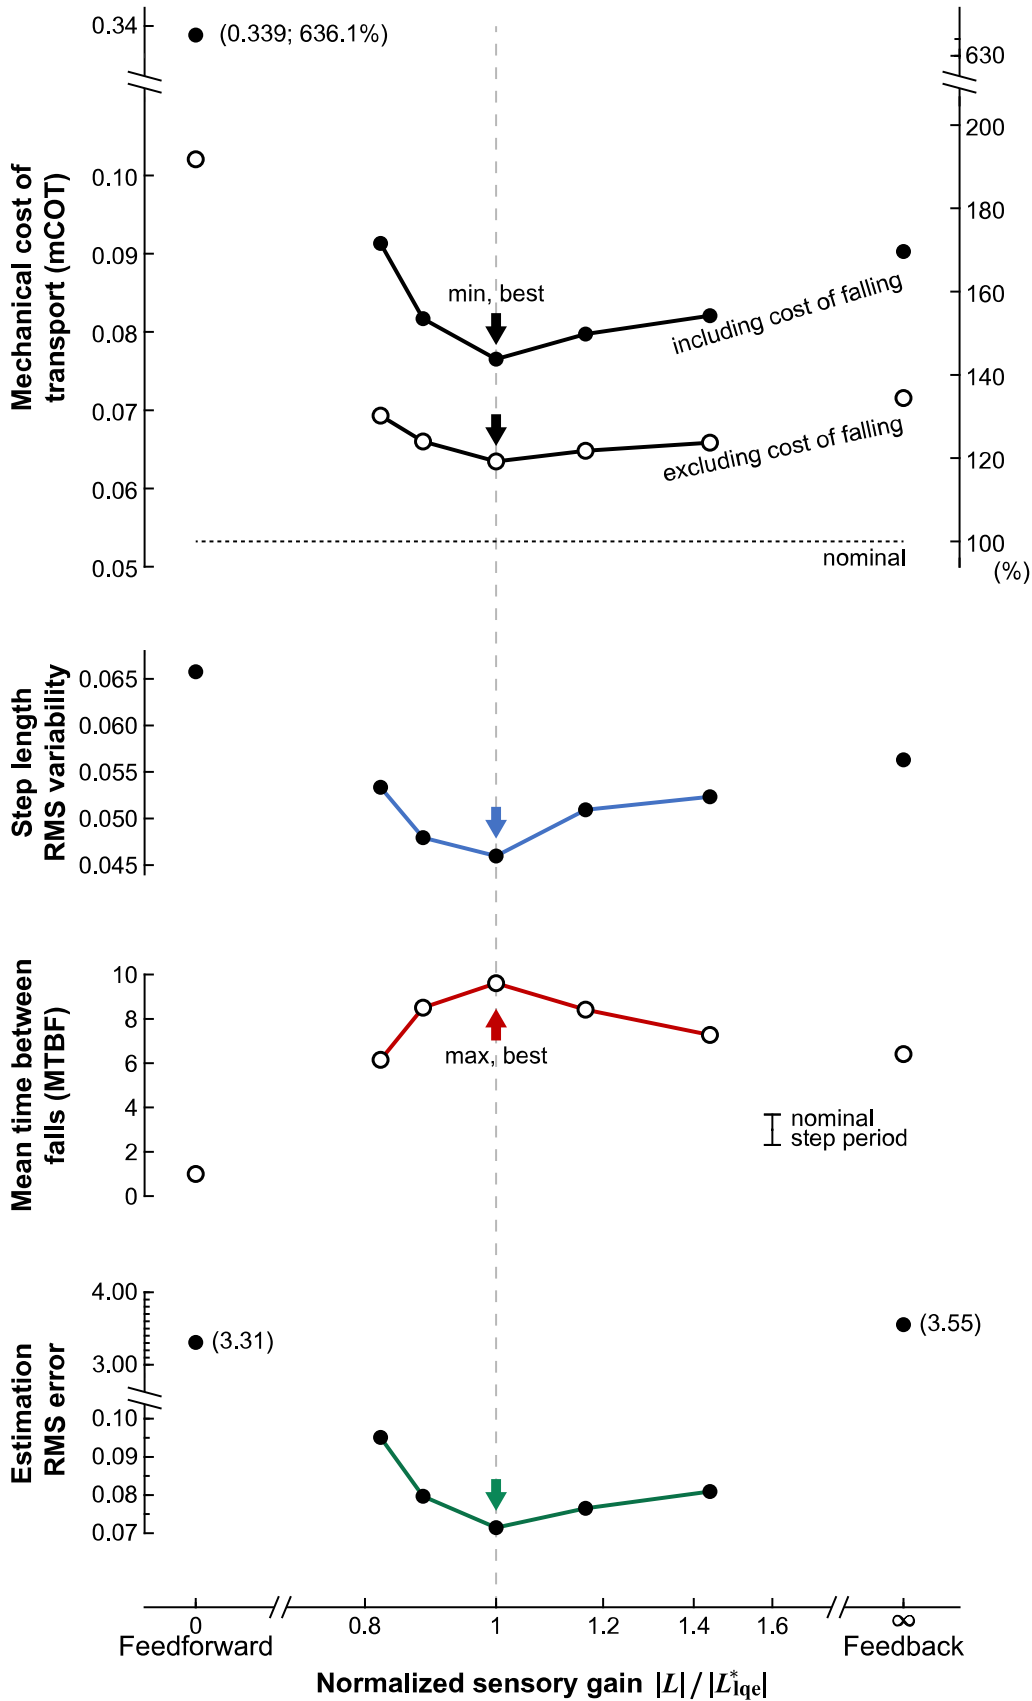 0.34
(0.339; 636.1%)
630
Mechanical cost of
transport (mCOT)
0.10
0.09
0.08
0.07
0.06
0.05
200
180
160
140
120
100
(%)
min, best
including cost of falling
excluding cost of falling
nominal
Step length
RMS variability
0.065
0.060
0.055
0.050
0.045
Mean time between
falls (MTBF)
10
8
6
4
2
0
max, best
nominal
step period
Estimation
RMS error
4.00
3.00
0.10
0.09
0.08
0.07
(3.31)
(3.55)
0 0.8 1 1.2 1.4 1.6 ∞
Feedforward Feedback
Normalized sensory gain |L| / |L*lqe|